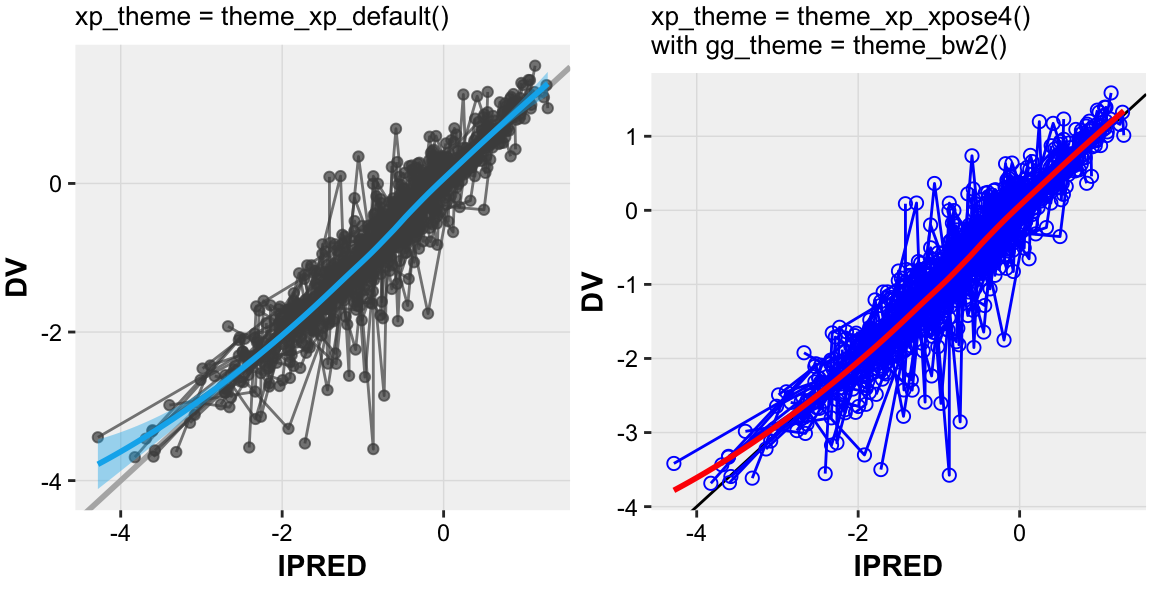 xp_theme = theme_xp_default()
DV
0
-2
-4
-4
-2
0
IPRED
xp_theme = theme_xp_xpose4()
with gg_theme = theme_bw2()
DV
1
0
-1
-2
-3
-4
-4
-2
0
IPRED